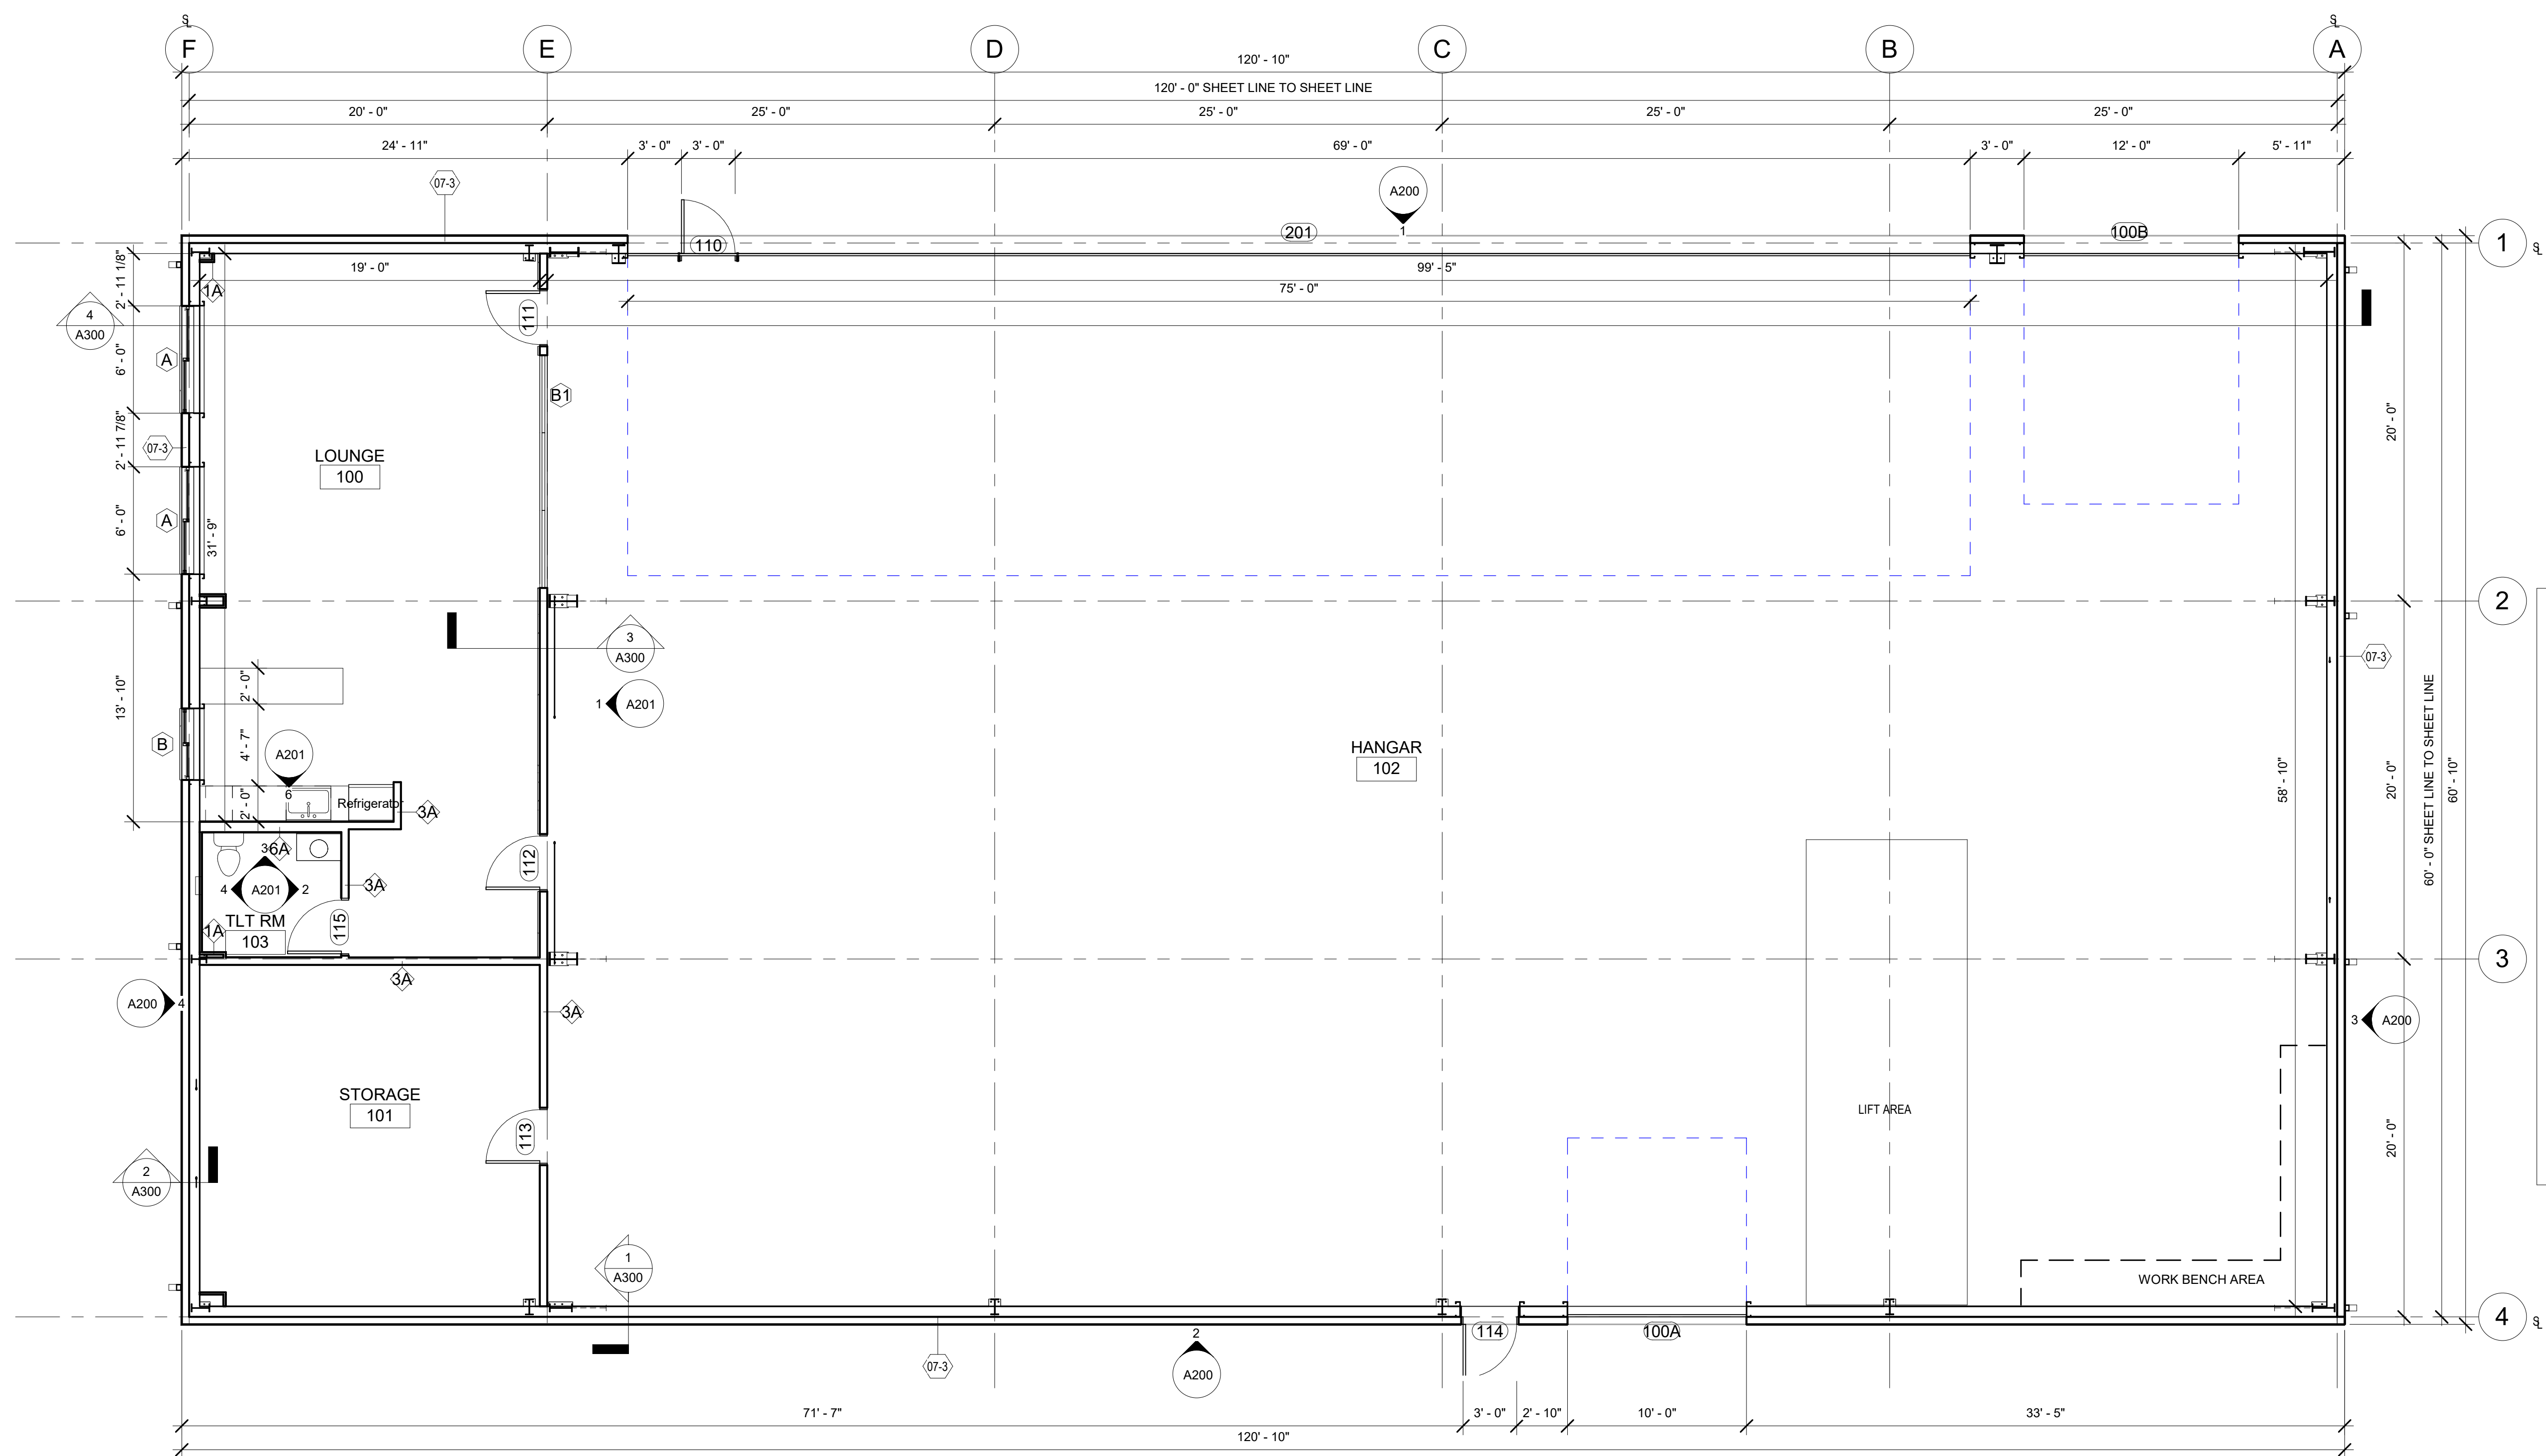 SL
SL
F
E
D
C
B
A
120' - 10"
120' - 0" SHEET LINE TO SHEET LINE
20' - 0"
25' - 0"
25' - 0"
25' - 0"
25' - 0"
24' - 11"
3' - 0"
3' - 0"
69' - 0"
3' - 0"
12' - 0"
5' - 11"
07-3
A200
1
110
201
100B
1
SL
19' - 0"
99' - 5"
75' - 0"
2' - 11 1/8"
1A
111
4
A300
A
6' - 0"
B1
2' - 11 7/8"
07-3
LOUNGE
100
20' - 0"
A
6' - 0"
31' - 9"
2
3
A300
07-3
2' - 0"
1
A201
13' - 10"
B
4' - 7"
A201
6
HANGAR
102
58' - 10"
20' - 0"
60' - 0" SHEET LINE TO SHEET LINE
60' - 10"
2' - 0"
Refrigerator
3A
3
6A
112
4
A201
2
3A
TLT RM
103
1A
115
3
3A
A200
4
3A
3
A200
STORAGE
101
113
LIFT AREA
20' - 0"
2
A300
1
A300
WORK BENCH AREA
4
SL
114
100A
2
A200
07-3
71' - 7"
3' - 0"
2' - 10"
10' - 0"
33' - 5"
120' - 10"